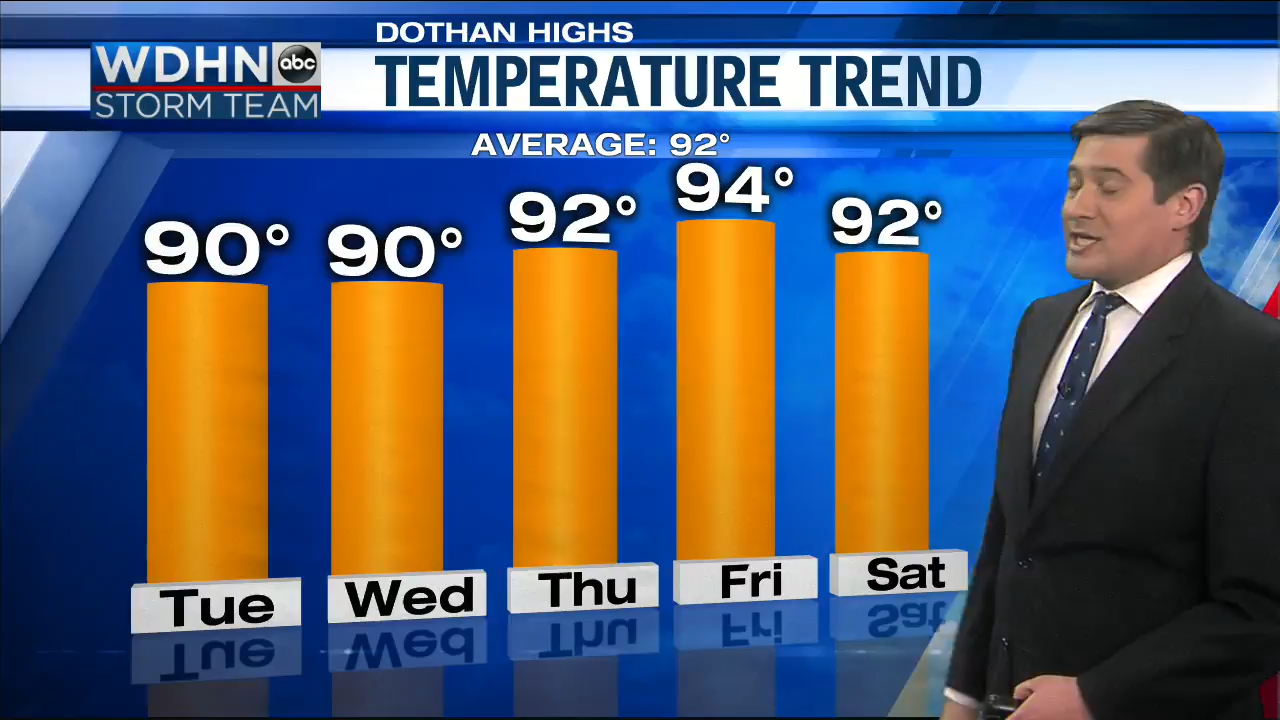 DOTHAN HIGHS
WDHN abc
STORM TEAM
TEMPERATURE TREND
AVERAGE: 92°
90° 90° 92° 94° 92°
Tue Wed Thu Fri Sat